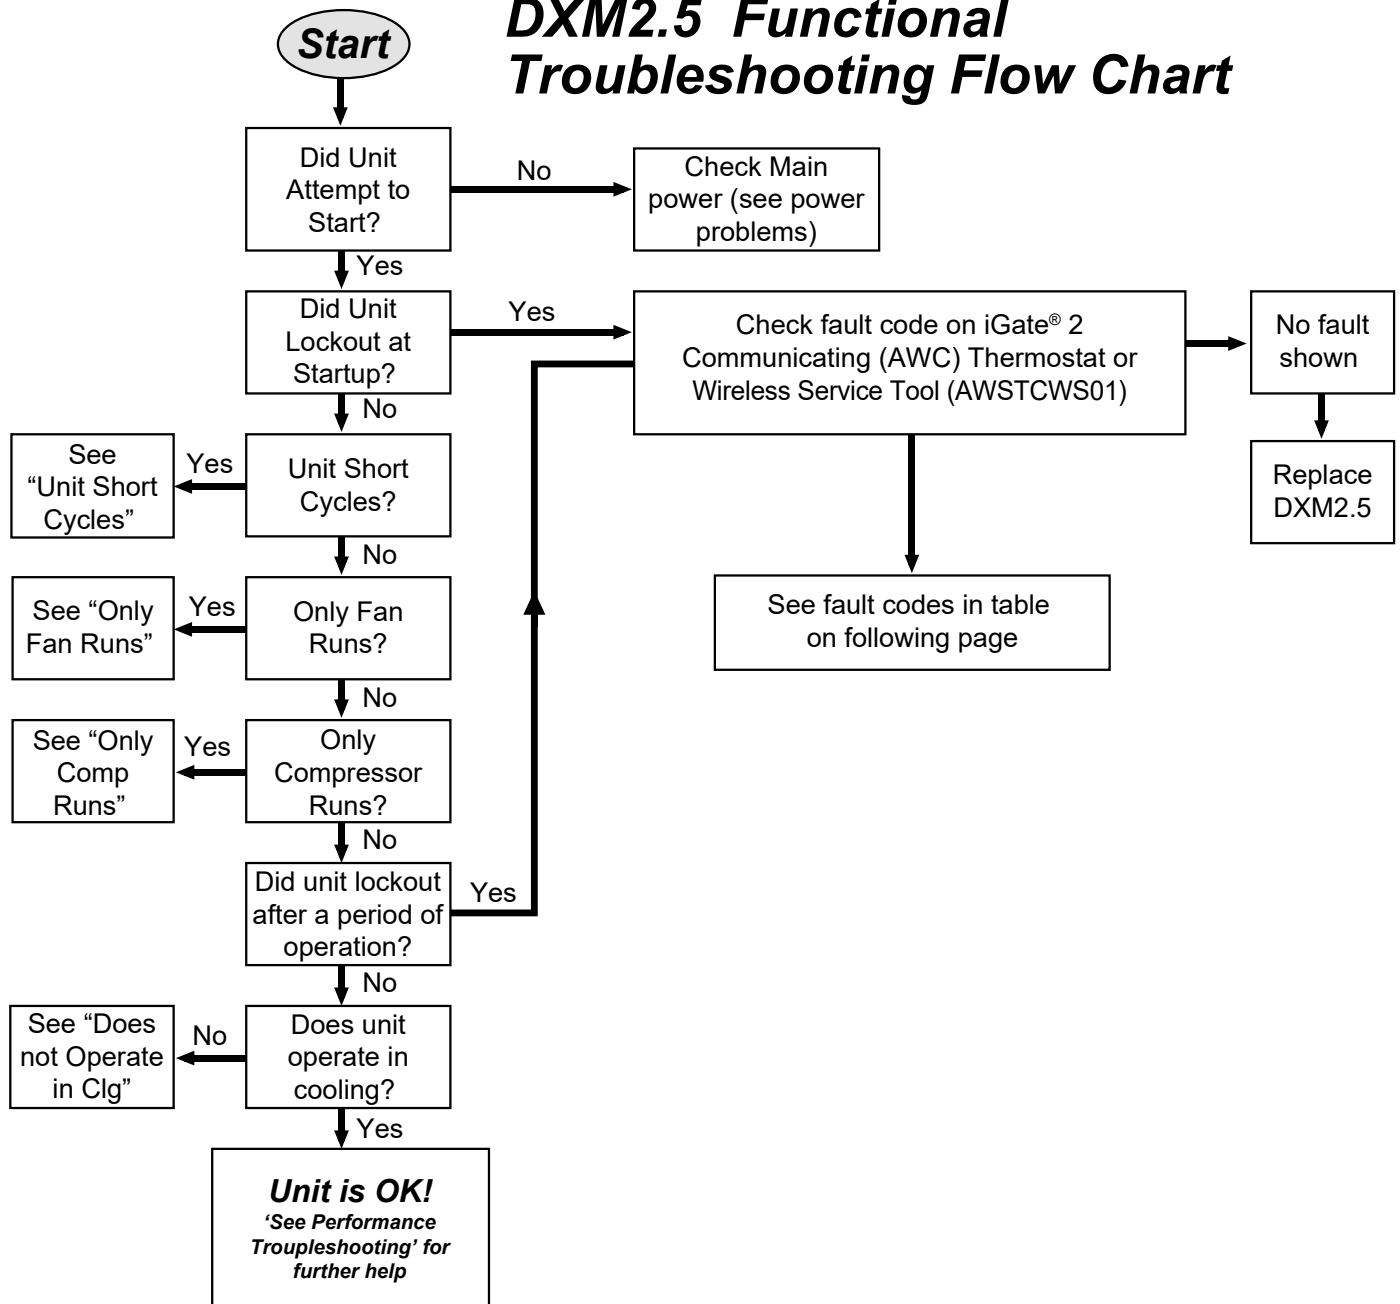 DXM2.5 Functional
Troubleshooting Flow Chart
Start
Did Unit
Attempt to
Start?
No
Check Main
power (see power
problems)
Yes
Did Unit
Lockout at
Startup?
Yes
Check fault code on iGate® 2
Communicating (AWC) Thermostat or
Wireless Service Tool (AWSTCWS01)
No fault
shown
Replace
DXM2.5
See fault codes in table
on following page
No
Unit Short
Cycles?
Yes
See
“Unit Short
Cycles”
No
Only Fan
Runs?
Yes
See “Only
Fan Runs”
No
Only
Compressor
Runs?
Yes
See “Only
Comp
Runs”
No
Did unit lockout
after a period of
operation?
Yes
No
Does unit
operate in
cooling?
No
See “Does
not Operate
in Clg”
Yes
Unit is OK!
‘See Performance
Troupleshooting’ for
further help